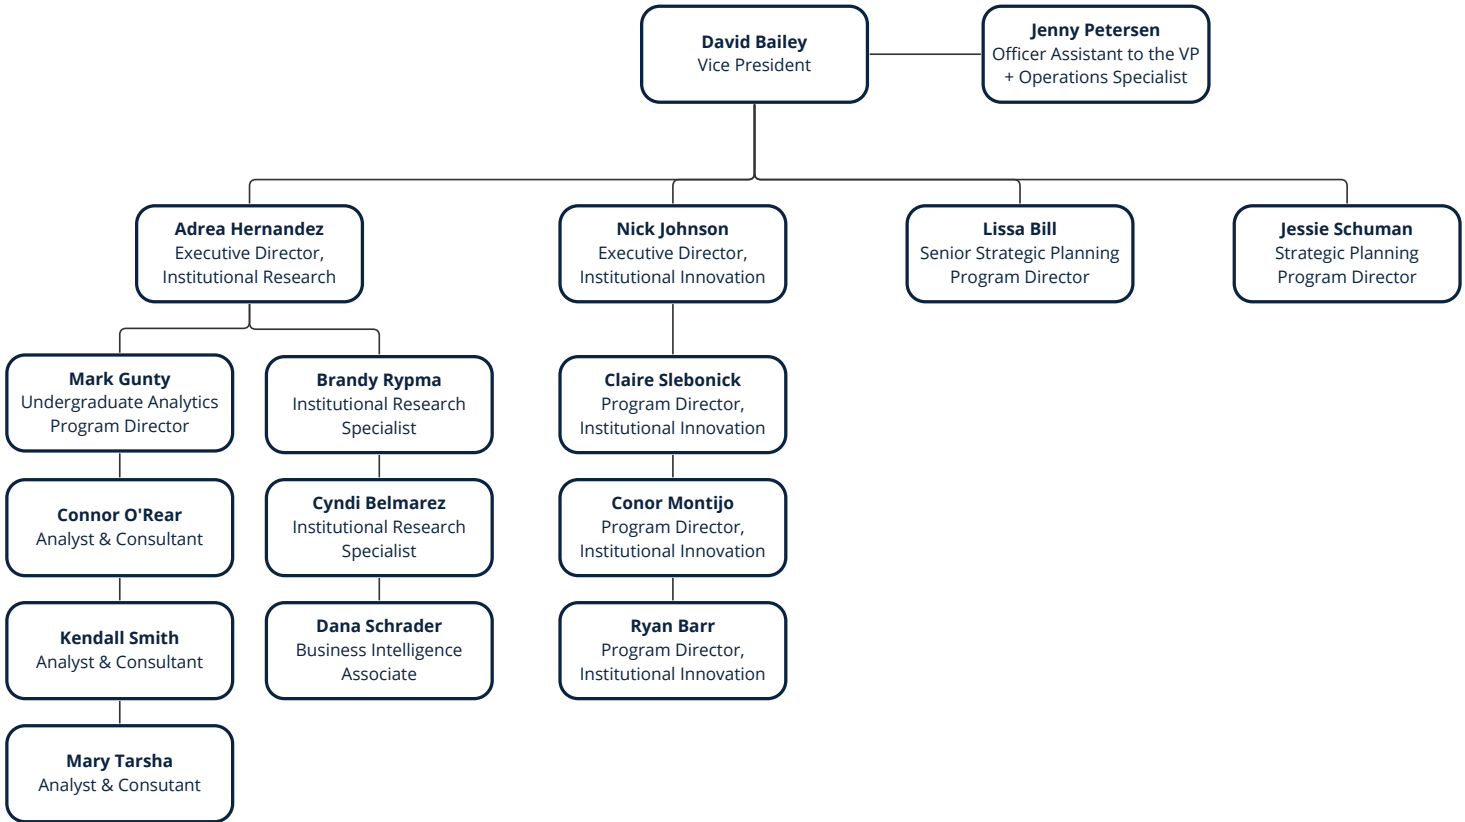 David Bailey
Vice President
Jenny Petersen
Officer Assistant to the VP
+ Operations Specialist
Adrea Hernandez
Executive Director,
Institutional Research
Nick Johnson
Executive Director,
Institutional Innovation
Lissa Bill
Senior Strategic Planning
Program Director
Jessie Schuman
Strategic Planning
Program Director
Mark Gunty
Undergraduate Analytics
Program Director
Brandy Rypma
Institutional Research
Specialist
Claire Slebonick
Program Director,
Institutional Innovation
Connor O'Rear
Analyst & Consultant
Cyndi Belmarez
Institutional Research
Specialist
Conor Montijo
Program Director,
Institutional Innovation
Kendall Smith
Analyst & Consultant
Dana Schrader
Business Intelligence
Associate
Ryan Barr
Program Director,
Institutional Innovation
Mary Tarsha
Analyst & Consutant